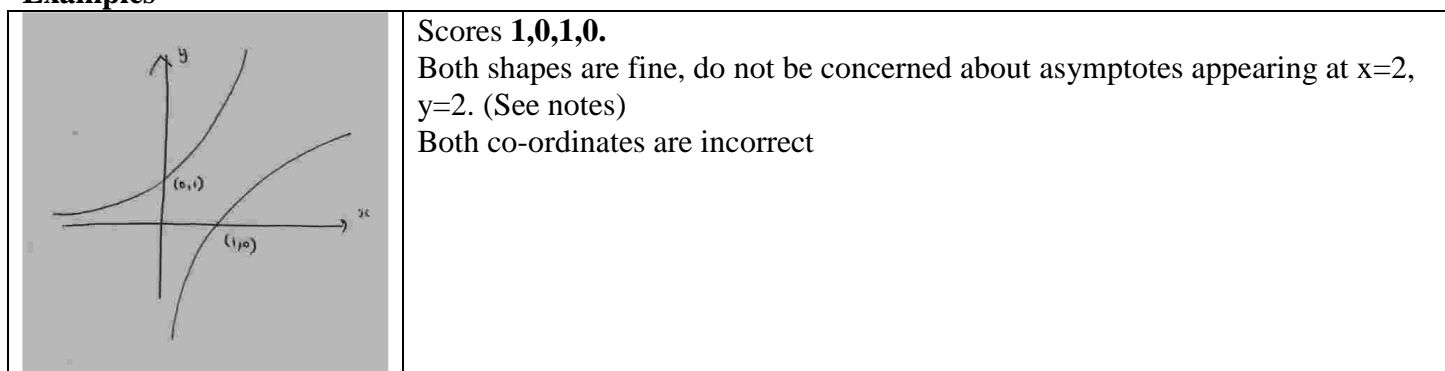 Examples
y
(0,1)
x
(1,0)
Scores 1,0,1,0.
Both shapes are fine, do not be concerned about asymptotes appearing at x=2,
y=2. (See notes)
Both co-ordinates are incorrect